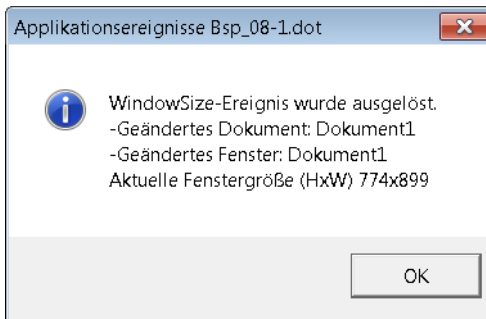 Applikationsereignisse Bsp_08-1.dot
WindowSize-Ereignis wurde ausgelöst.
-Geändertes Dokument: Dokument1
-Geändertes Fenster: Dokument1
Aktuelle Fenstergröße (HxW) 774x899
OK